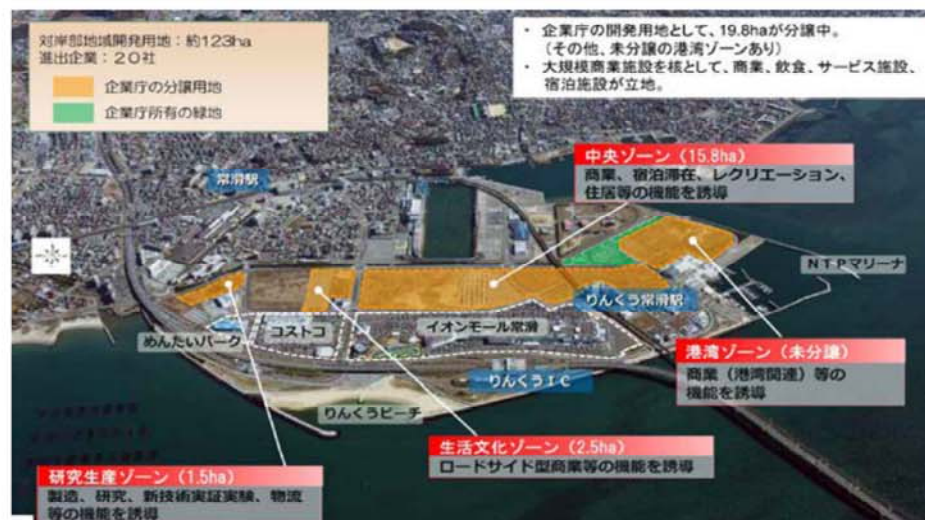 対岸部地域開発用地：約123ha
進出企業：20社
企業庁の分譲用地
企業庁所有の緑地
・ 企業庁の開発用地として、19.8haが分譲中。
（その他、未分譲の港湾ゾーンあり）
・ 大規模商業施設を核として、商業、飲食、サービス施設、
宿泊施設が立地。
中央ゾーン（15.8ha）
商業、宿泊滞在、レクリエーション、
住居等の機能を誘導
常滑駅
ＮＴＰマリーナ
りんくう常滑駅
コストコ
イオンモール常滑
めんたいパーク
りんくうＩＣ
りんくうビーチ
港湾ゾーン（未分譲）
商業（港湾関連）等の
機能を誘導
生活文化ゾーン（2.5ha）
ロードサイド型商業等の機能を誘導
研究生産ゾーン（1.5ha）
製造、研究、新技術実証実験、物流
等の機能を誘導